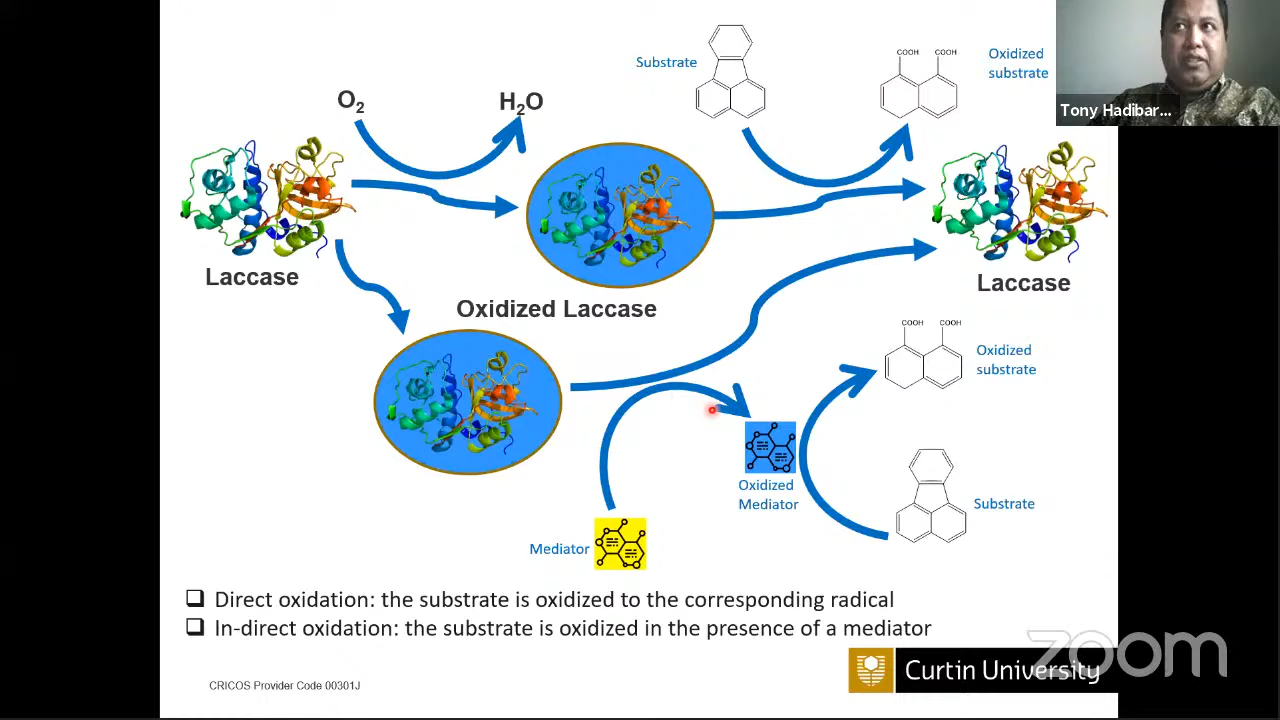 Substrate
COOH COOH
Oxidized
substrate
O2
H2O
Tony Hadibar...
Laccase
Oxidized Laccase
Laccase
COOH COOH
Oxidized
substrate
Oxidized
Mediator
Substrate
Mediator
❑ Direct oxidation: the substrate is oxidized to the corresponding radical
❑ In-direct oxidation: the substrate is oxidized in the presence of a mediator
zoom
Curtin University
CRICOS Provider Code 00301J